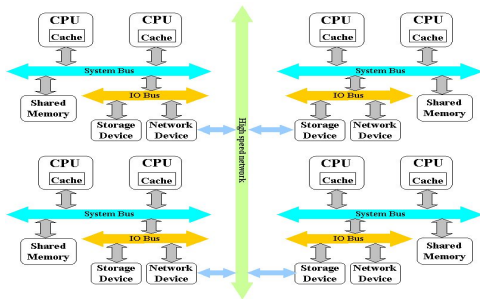 CPU
Cache
CPU
Cache
System Bus
Shared
Memory
IO Bus
Storage
Device
Network
Device
CPU
Cache
CPU
Cache
System Bus
IO Bus
Shared
Memory
Storage
Device
Network
Device
High speed network
CPU
Cache
CPU
Cache
System Bus
Shared
Memory
IO Bus
Storage
Device
Network
Device
CPU
Cache
CPU
Cache
System Bus
IO Bus
Shared
Memory
Storage
Device
Network
Device